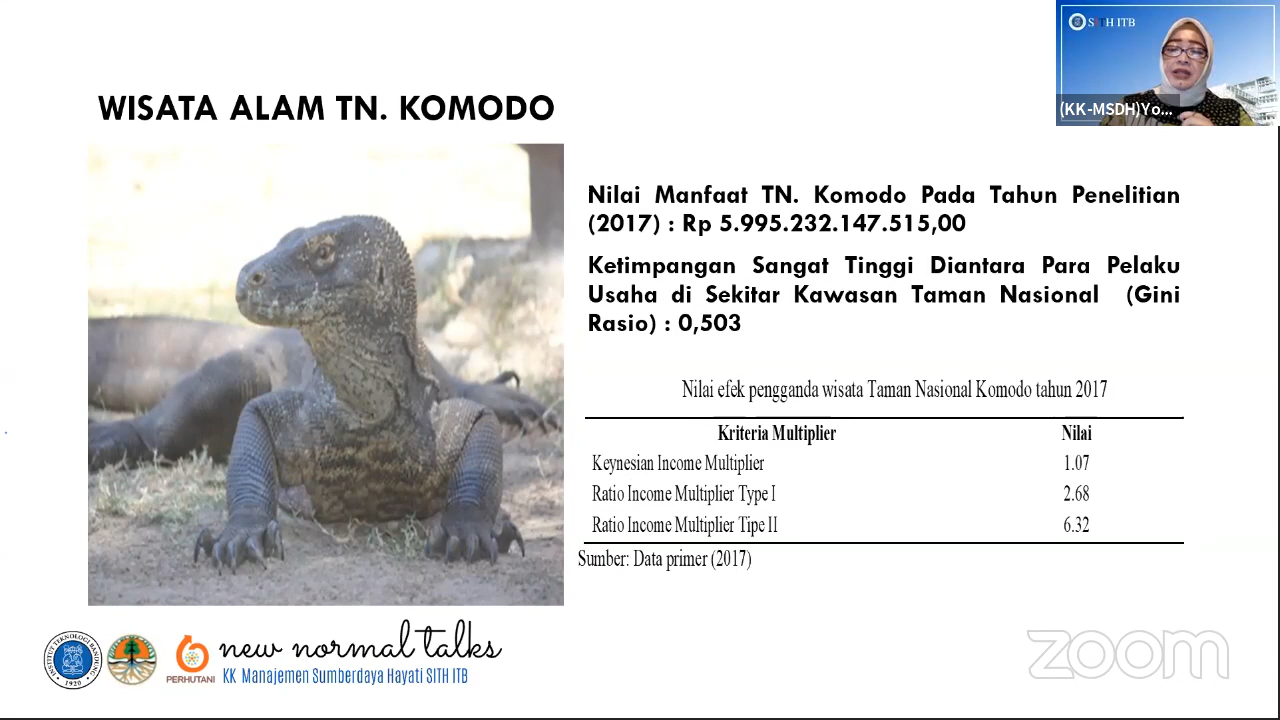 SITH ITB
(KK-MSDH)Yo...
WISATA ALAM TN. KOMODO
Nilai Manfaat TN. Komodo Pada Tahun Penelitian
(2017) : Rp 5.995.232.147.515,00
Ketimpangan Sangat Tinggi Diantara Para Pelaku
Usaha di Sekitar Kawasan Taman Nasional (Gini
Rasio) : 0,503
Nilai efek pengganda wisata Taman Nasional Komodo tahun 2017
Kriteria Multiplier Nilai
Keynesian Income Multiplier 1.07
Ratio Income Multiplier Type I 2.68
Ratio Income Multiplier Tipe II 6.32
Sumber: Data primer (2017)
INSTITUT TEKNOLOGI BANDUNG
1920
PERHUTANI
new normal talks
KK Manajemen Sumberdaya Hayati SITH ITB
zoom